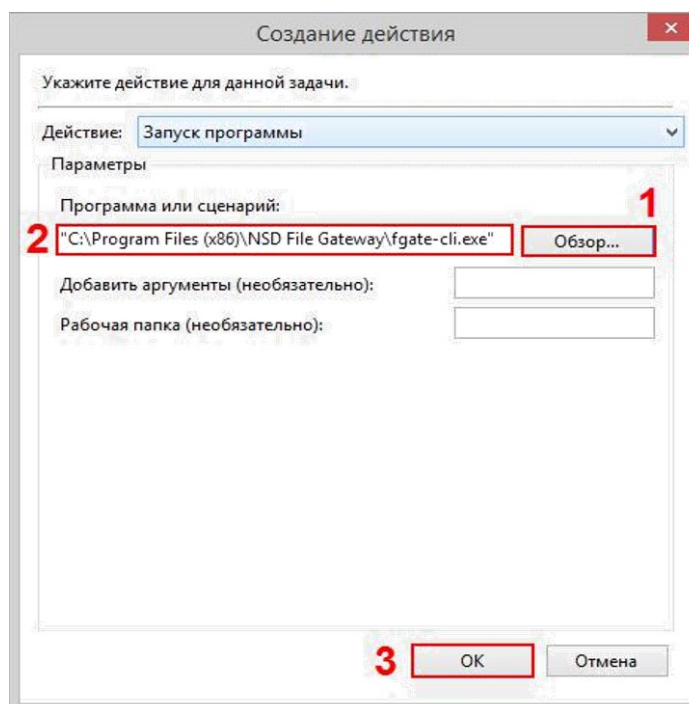 Создание действия
Укажите действие для данной задачи.
Действие: Запуск программы
Параметры
Программа или сценарий:
1
2 "C:\Program Files (x86)\NSD File Gateway\fgate-cli.exe" Обзор...
Добавить аргументы (необязательно):
Рабочая папка (необязательно):
3 ОК Отмена